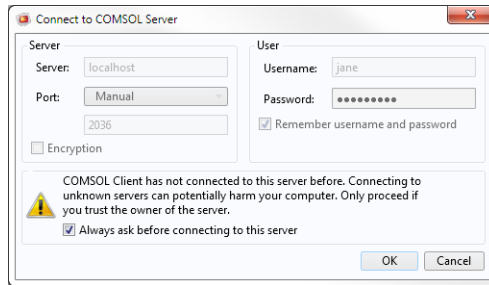 Connect to COMSOL Server
Server
Server: localhost
Port: Manual
2036
Encryption
User
Username: jane
Password: •••••••••
Remember username and password
COMSOL Client has not connected to this server before. Connecting to
unknown servers can potentially harm your computer. Only proceed if
you trust the owner of the server.
Always ask before connecting to this server
OK Cancel